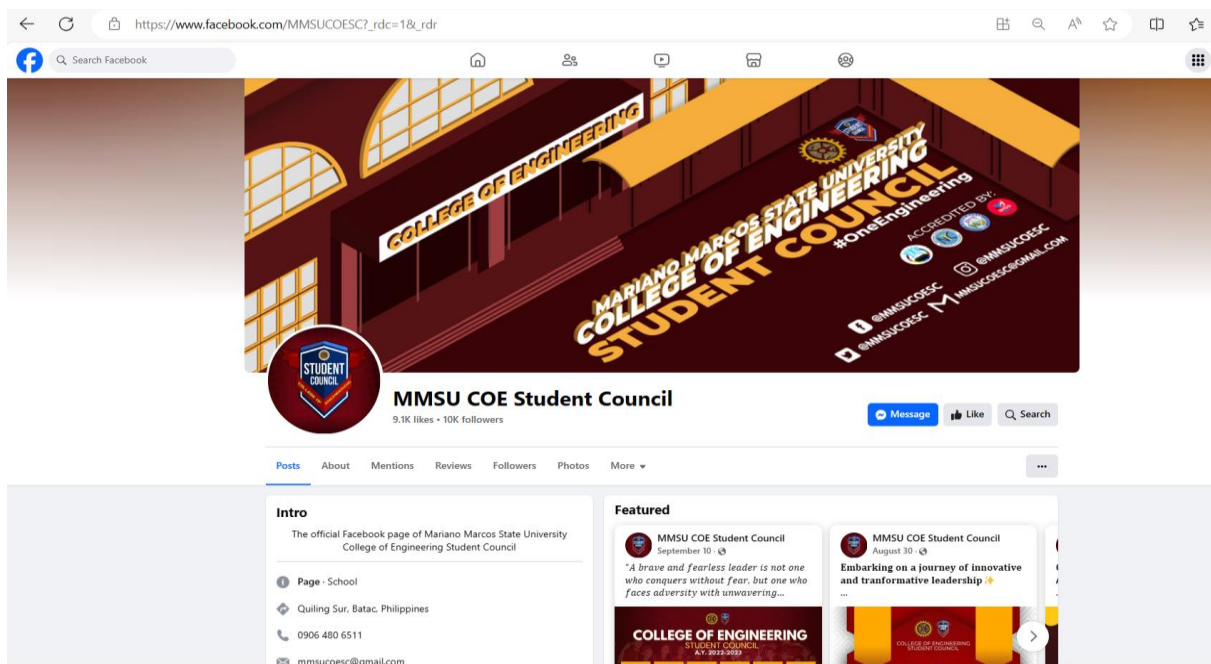 https://www.facebook.com/MMSUCOESC?_rdc=1&_rdr
Search Facebook
COLLEGE OF ENGINEERING
MARIANO MARCOS STATE UNIVERSITY
COLLEGE OF ENGINEERING
STUDENT COUNCIL
#OneEngineering
ACCREDITED BY:
@MMSUCOESC
@MMSUCOESC
@MMSUCOESC
MMSUCOESC@GMAIL.COM
STUDENT
COUNCIL
COLLEGE OF ENGINEERING
MMSU COE Student Council
9.1K likes • 10K followers
Message
Like
Search
Posts
About
Mentions
Reviews
Followers
Photos
More
Intro
The official Facebook page of Mariano Marcos State University
College of Engineering Student Council
Page · School
Quiling Sur, Batac, Philippines
0906 480 6511
mmsucoesc@gmail.com
Featured
MMSU COE Student Council
September 10
"A brave and fearless leader is not one
who conquers without fear, but one who
faces adversity with unwavering...
COLLEGE OF ENGINEERING
STUDENT COUNCIL
A.Y. 2022-2023
MMSU COE Student Council
August 30
Embarking on a journey of innovative
and tranformative leadership
...
COLLEGE OF ENGINEERING
STUDENT COUNCIL